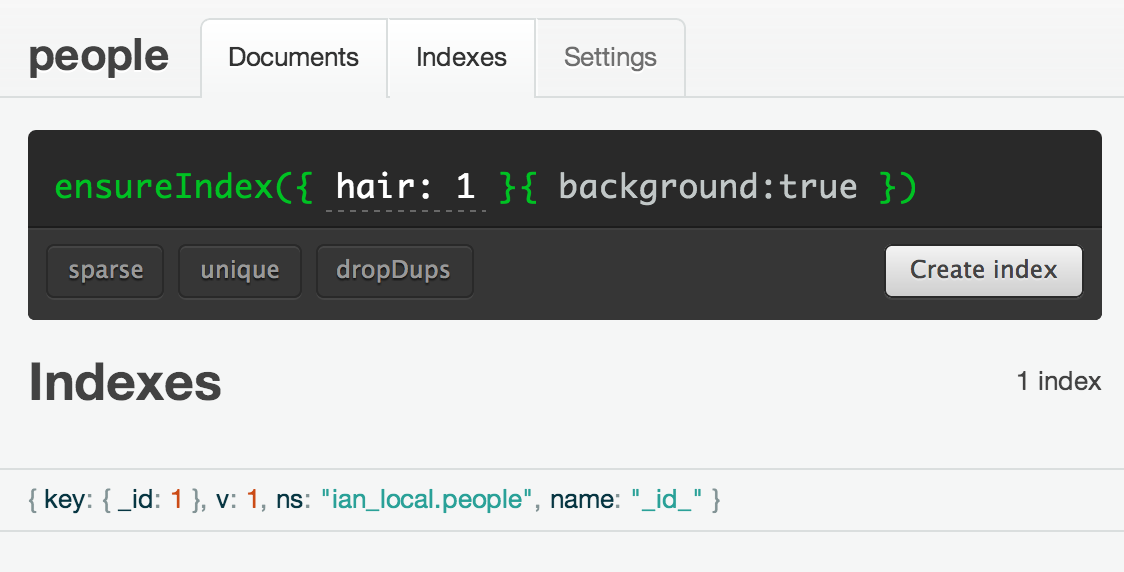 people Documents Indexes Settings
ensureIndex({ hair: 1 }{ background:true })
sparse unique dropDups Create index
Indexes 1 index
{ key: { _id: 1 }, v: 1, ns: "ian_local.people", name: "_id_" }